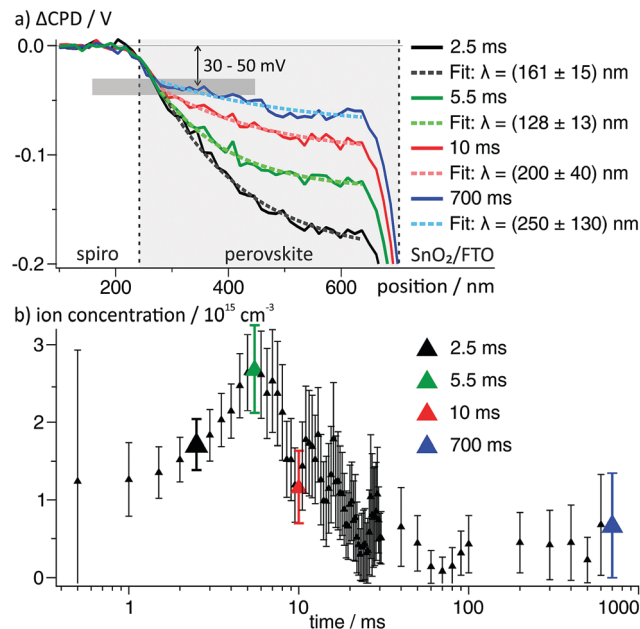 a) ΔCPD / V
0.0
-0.1
-0.2
30 - 50 mV
spiro
perovskite
SnO₂/FTO
200
400
600
position / nm
2.5 ms
Fit: λ = (161 ± 15) nm
5.5 ms
Fit: λ = (128 ± 13) nm
10 ms
Fit: λ = (200 ± 40) nm
700 ms
Fit: λ = (250 ± 130) nm
b) ion concentration / 10¹⁵ cm⁻³
3
2
1
0
2.5 ms
5.5 ms
10 ms
700 ms
1
10
100
1000
time / ms